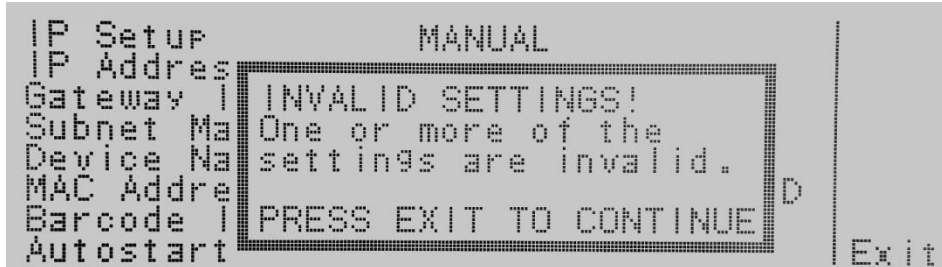 IP Setup MANUAL
IP Addres
Gateway I
INVALID SETTINGS!
Subnet Ma
One or more of the
Device Na
settings are invalid.
MAC Addre D
Barcode I
PRESS EXIT TO CONTINUE
Autostart
Exit